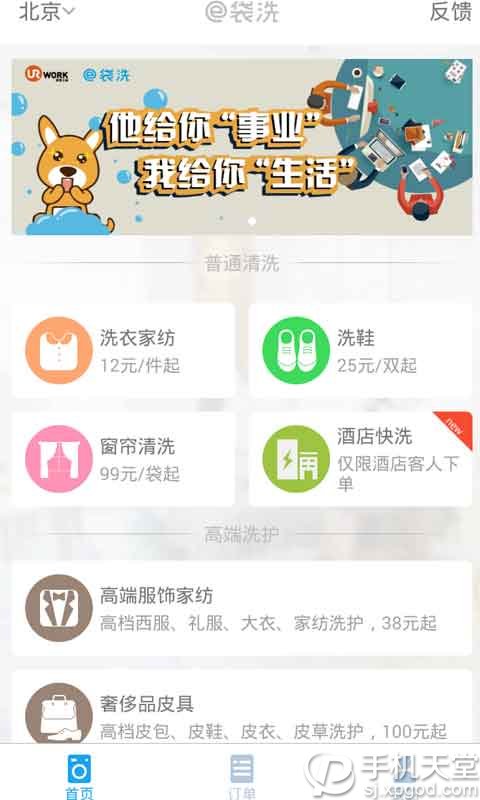 北京
e袋洗
反馈
UR WORK e袋洗
他给你“事业”
我给你“生活”
普通清洗
洗衣家纺
12元/件起
洗鞋
25元/双起
窗帘清洗
99元/袋起
new
酒店快洗
仅限酒店客人下
单
高端洗护
高端服饰家纺
高档西服、礼服、大衣、家纺洗护，38元起
奢侈品皮具
高档皮包、皮鞋、皮衣、皮草洗护，100元起
首页
订单
手机天堂
sj.xpgod.com